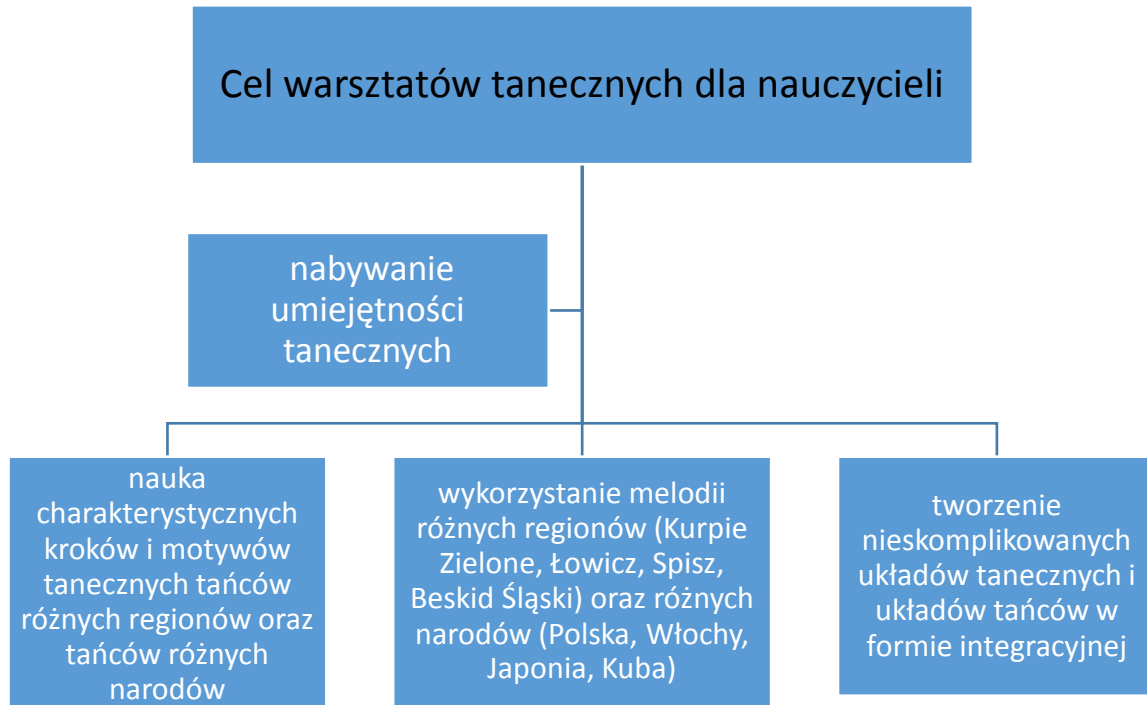 Cel warsztatów tanecznych dla nauczycieli
nabywanie
umiejętności
tanecznych
nauka
charakterystycznych
kroków i motywów
tanecznych tańców
różnych regionów oraz
tańców różnych
narodów
wykorzystanie melodii
różnych regionów (Kurpie
Zielone, Łowicz, Spisz,
Beskid Śląski) oraz różnych
narodów (Polska, Włochy,
Japonia, Kuba)
tworzenie
nieskomplikowanych
układów tanecznych i
układów tańców w
formie integracyjnej